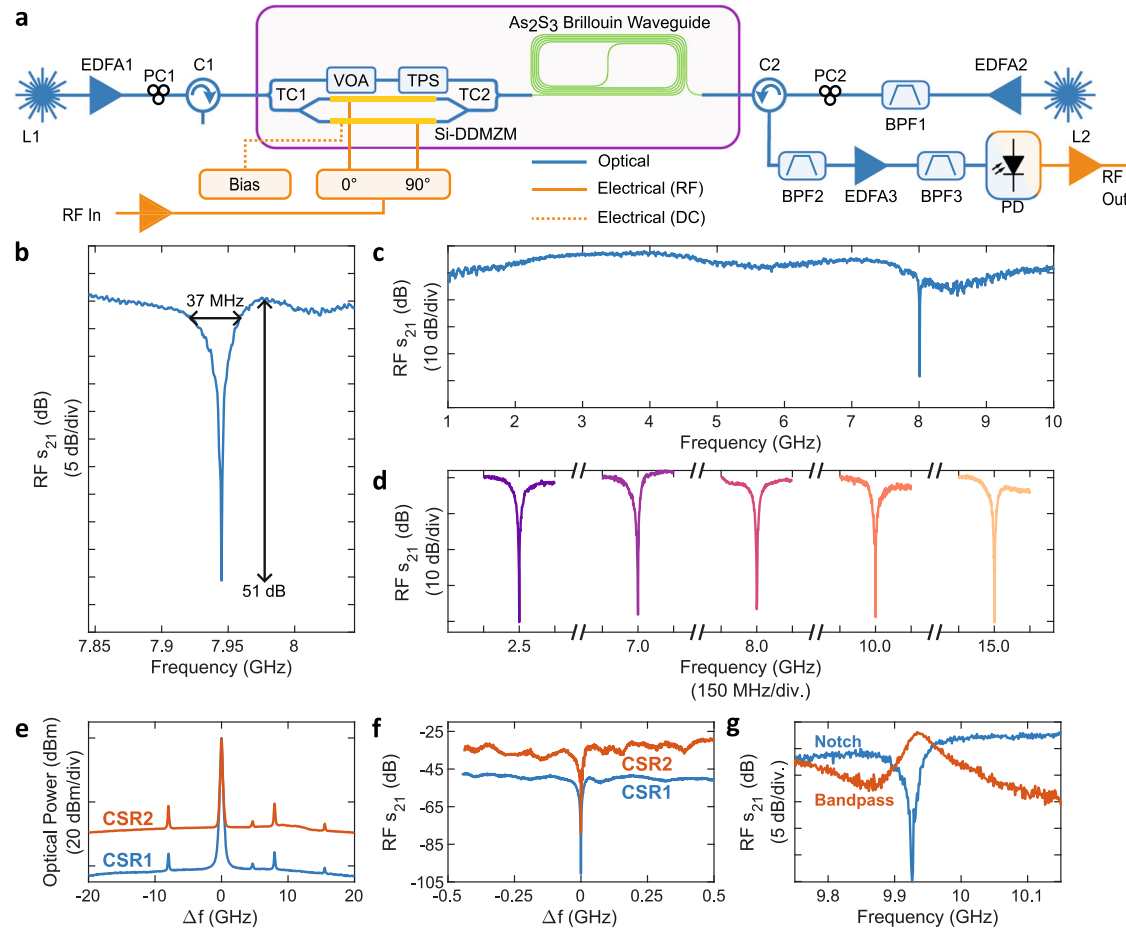 a
As2S3 Brillouin Waveguide
EDFA1
PC1
C1
VOA
TPS
TC1
TC2
Si-DDMZM
L1
C2
PC2
EDFA2
BPF1
L2
Bias
0°
90°
RF In
Optical
Electrical (RF)
Electrical (DC)
BPF2
EDFA3
BPF3
PD
RF
Out
b
37 MHz
51 dB
RF s21 (dB)
(5 dB/div)
7.85
7.9
7.95
8
Frequency (GHz)
c
RF s21 (dB)
(10 dB/div)
1
2
3
4
5
6
7
8
9
10
Frequency (GHz)
d
RF s21 (dB)
(10 dB/div)
2.5
7.0
8.0
10.0
15.0
Frequency (GHz)
(150 MHz/div.)
e
Optical Power (dBm)
(20 dBm/div)
CSR2
CSR1
-20
-10
0
10
20
Δf (GHz)
f
RF s21 (dB)
-25
-45
-65
-85
-105
CSR2
CSR1
-0.5
-0.25
0
0.25
0.5
Δf (GHz)
g
RF s21 (dB)
(5 dB/div.)
Notch
Bandpass
9.8
9.9
10
10.1
Frequency (GHz)